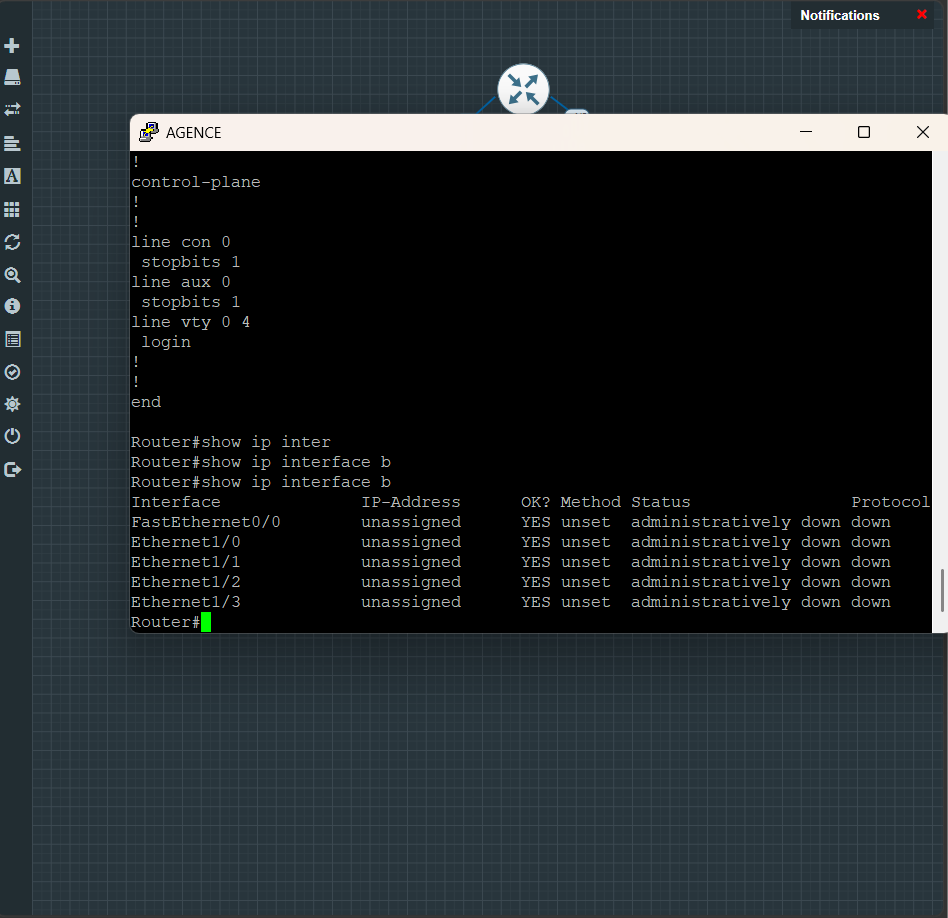 Notifications
AGENCE
!
control-plane
!
!
line con 0
 stopbits 1
line aux 0
 stopbits 1
line vty 0 4
 login
!
!
end
Router#show ip inter
Router#show ip interface b
Router#show ip interface b
Interface              IP-Address      OK? Method Status                Protocol
FastEthernet0/0        unassigned      YES unset  administratively down down
Ethernet1/0            unassigned      YES unset  administratively down down
Ethernet1/1            unassigned      YES unset  administratively down down
Ethernet1/2            unassigned      YES unset  administratively down down
Ethernet1/3            unassigned      YES unset  administratively down down
Router#